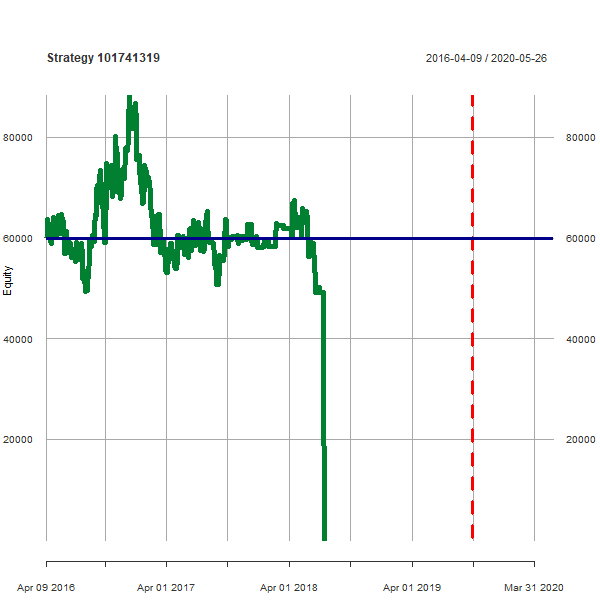 Strategy 101741319
2016-04-09 / 2020-05-26
80000
80000
60000
60000
Equity
40000
40000
20000
20000
Apr 09 2016
Apr 01 2017
Apr 01 2018
Apr 01 2019
Mar 31 2020